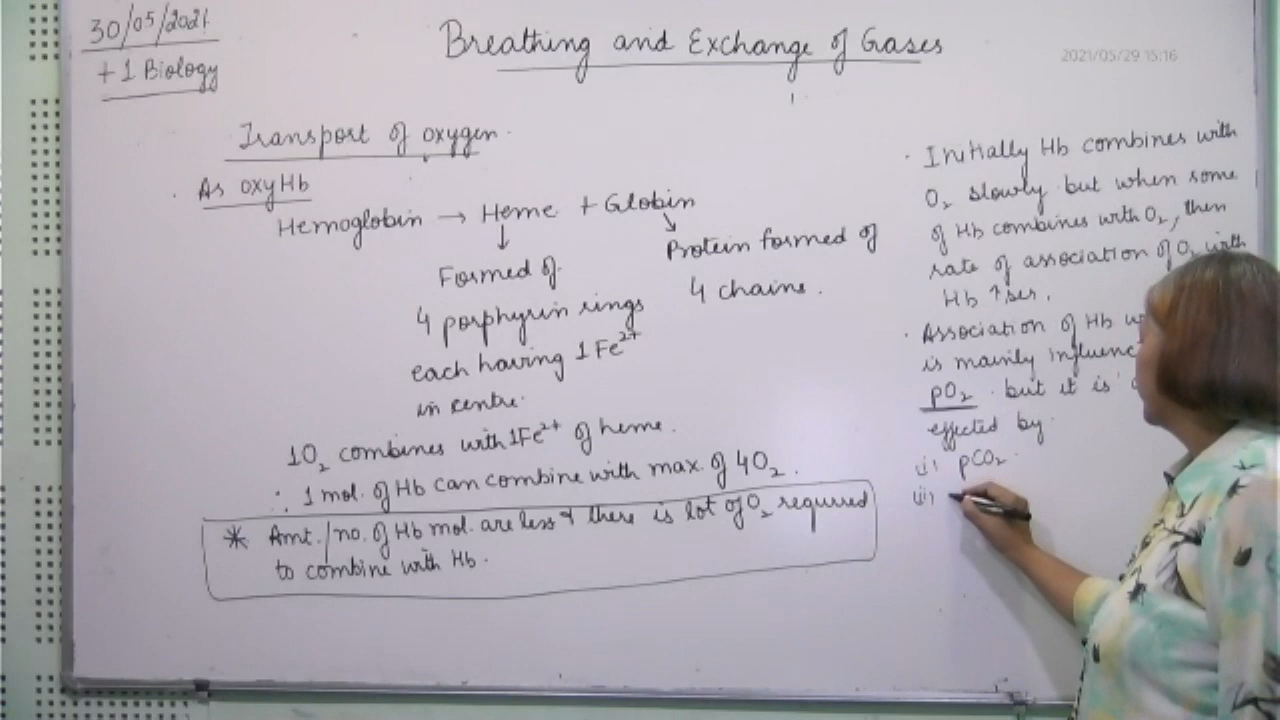 30/05/2021
+1 Biology
Breathing and Exchange of Gases
2021/05/29 15:16
Transport of oxygen.
. As oxyHb
Hemoglobin → Heme + Globin
↓
Formed of
4 porphyrin rings
each having 1Fe²⁺
in centre.
Protein formed of
4 chains.
1O₂ combines with 1Fe²⁺ of heme.
∴ 1 mol. of Hb can combine with max. of 4O₂.
* Amt./no. of Hb mol. are less & there is lot of O₂ required
to combine with Hb.
. Initially Hb combines with
O₂ slowly but when some
of Hb combines with O₂, then
rate of association of O₂ with
Hb ↑ses.
. Association of Hb
is mainly
pO₂. but it is
effected by
(i) pCO₂.
(ii)